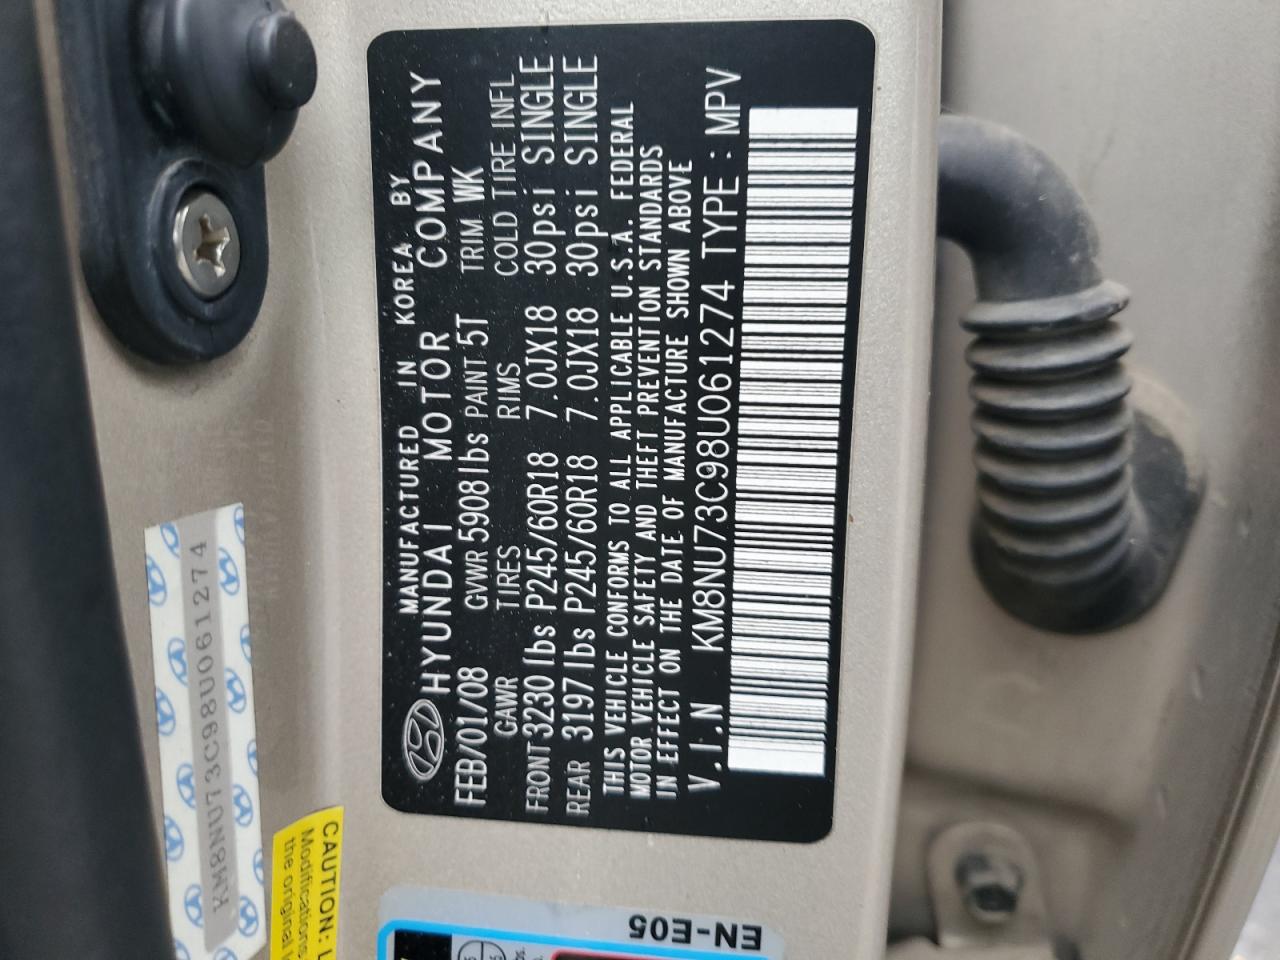 MANUFACTURED IN KOREA BY
HYUNDAI MOTOR COMPANY
FEB/01/08 GVWR 5908lbs PAINT 5T TRIM WK
GAWR TIRES RIMS COLD TIRE INFL
FRONT 3230 lbs P245/60R18 7.0JX18 30psi SINGLE
REAR 3197 lbs P245/60R18 7.0JX18 30psi SINGLE
THIS VEHICLE CONFORMS TO ALL APPLICABLE U.S.A. FEDERAL
MOTOR VEHICLE SAFETY AND THEFT PREVENTION STANDARDS
IN EFFECT ON THE DATE OF MANUFACTURE SHOWN ABOVE
V.I.N KM8NU73C98U061274 TYPE: MPV
KM8NU73C98U061274
CAUTION:
Modifications
the original
EN-E05